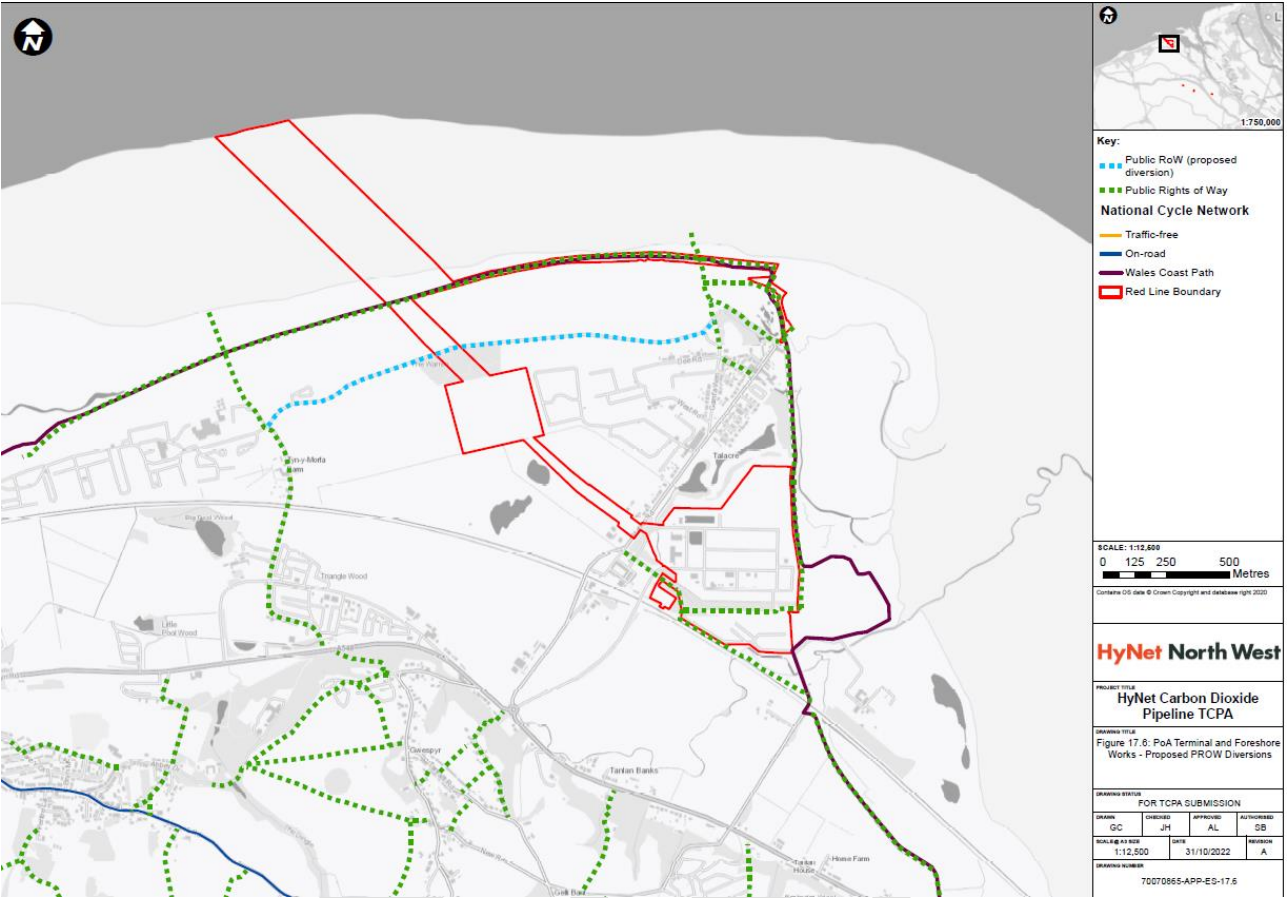 N
N
1:750,000
Key:
Public RoW (proposed
diversion)
Public Rights of Way
National Cycle Network
Traffic-free
On-road
Wales Coast Path
Red Line Boundary
SCALE: 1:12,500
0 125 250 500
Metres
Contains OS data © Crown Copyright and database right 2020
HyNet North West
PROJECT TITLE
HyNet Carbon Dioxide
Pipeline TCPA
DRAWING TITLE
Figure 17.6: PoA Terminal and Foreshore
Works - Proposed PROW Diversions
DRAWING STATUS
FOR TCPA SUBMISSION
DRAWN CHECKED APPROVED AUTHORISED
GC JH AL SB
SCALE @ A3 SIZE DATE REVISION
1:12,500 31/10/2022 A
DRAWING NUMBER
70070865-APP-ES-17.6
Talacre
Triangle Wood
Little
Pool Wood
A548
Gwespyr
Tanlan Banks
Tanlan
House
Home Farm